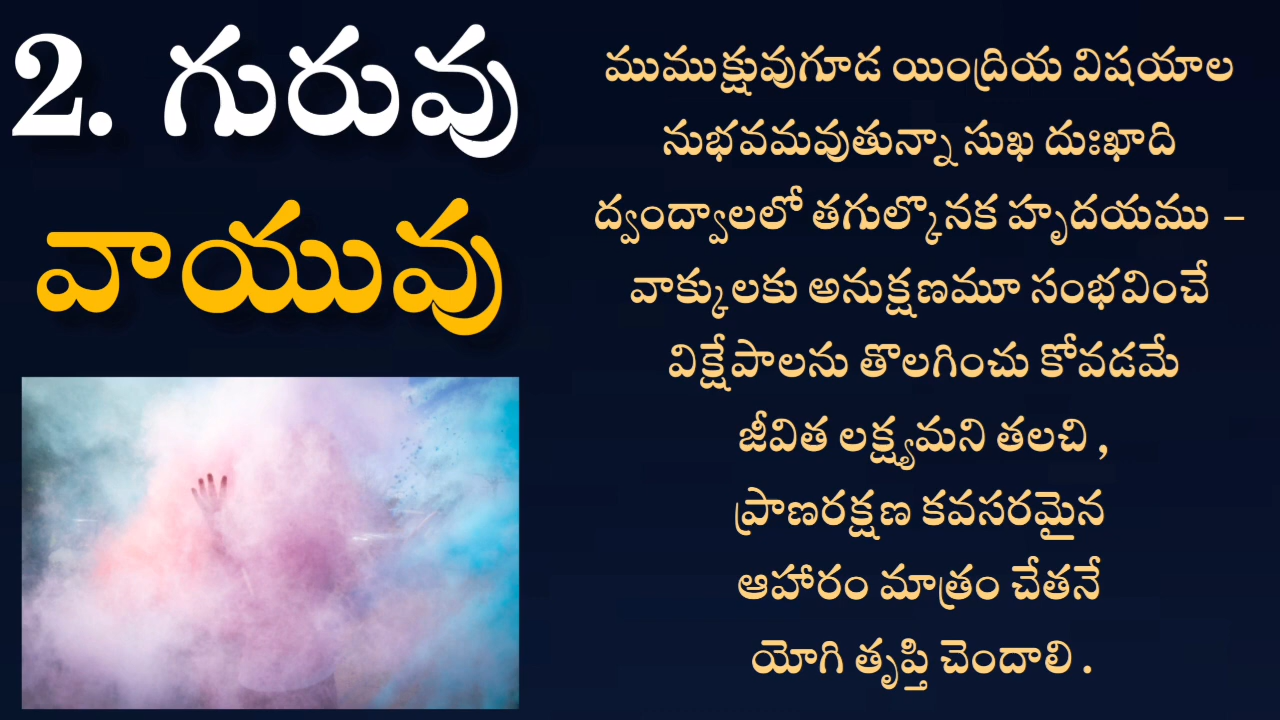 2. గురువు
వాయువు
ముముక్షువుగూడ యింద్రియ విషయాల
నుభవమవుతున్నా సుఖ దుఃఖాది
ద్వంద్వాలలో తగుల్కొనక హృదయము –
వాక్కులకు అనుక్షణమూ సంభవించే
విక్షేపాలను తొలగించు కోవడమే
జీవిత లక్ష్యమని తలచి ,
ప్రాణరక్షణ కవసరమైన
ఆహారం మాత్రం చేతనే
యోగి తృప్తి చెందాలి .